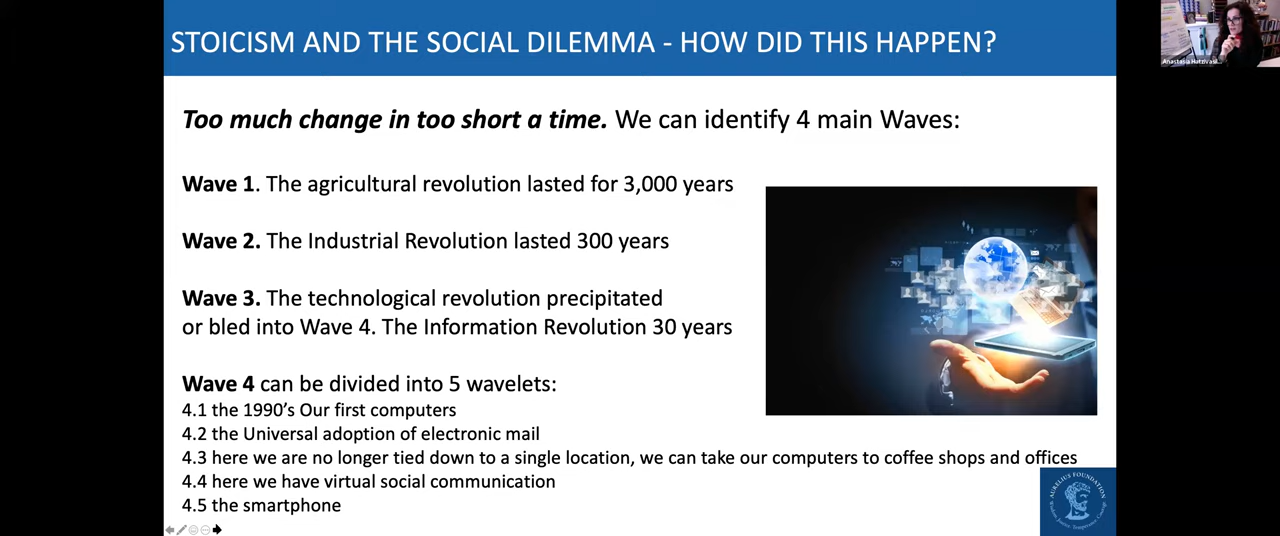 STOICISM AND THE SOCIAL DILEMMA - HOW DID THIS HAPPEN?
Anastasia Hatzivasi...
Too much change in too short a time. We can identify 4 main Waves:
Wave 1. The agricultural revolution lasted for 3,000 years
Wave 2. The Industrial Revolution lasted 300 years
Wave 3. The technological revolution precipitated
or bled into Wave 4. The Information Revolution 30 years
Wave 4 can be divided into 5 wavelets:
4.1 the 1990's Our first computers
4.2 the Universal adoption of electronic mail
4.3 here we are no longer tied down to a single location, we can take our computers to coffee shops and offices
4.4 here we have virtual social communication
4.5 the smartphone
AURELIUS FOUNDATION